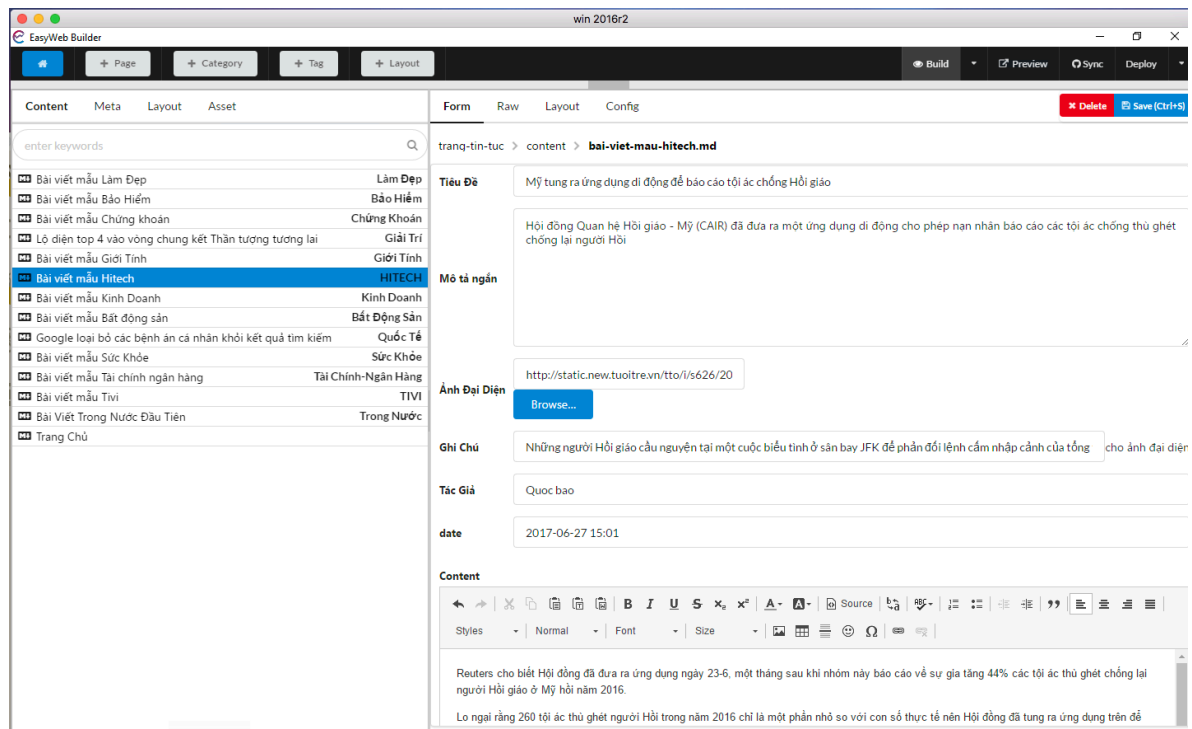 win 2016r2
EasyWeb Builder
+ Page + Category + Tag + Layout Build Preview Sync Deploy
Content Meta Layout Asset
Form Raw Layout Config Delete Save (Ctrl+S)
enter keywords
trang-tin-tuc > content > bai-viet-mau-hitech.md
Bài viết mẫu Làm Đẹp Làm Đẹp
Bài viết mẫu Bảo Hiểm Bảo Hiểm
Bài viết mẫu Chứng khoán Chứng Khoán
Lộ diện top 4 vào vòng chung kết Thần tượng tương lai Giải Trí
Bài viết mẫu Giới Tính Giới Tính
Bài viết mẫu Hitech HITECH
Bài viết mẫu Kinh Doanh Kinh Doanh
Bài viết mẫu Bất động sản Bất Động Sản
Google loại bỏ các bệnh án cá nhân khỏi kết quả tìm kiếm Quốc Tế
Bài viết mẫu Sức Khỏe Sức Khỏe
Bài viết mẫu Tài chính ngân hàng Tài Chính-Ngân Hàng
Bài viết mẫu Tivi TIVI
Bài Viết Trong Nước Đầu Tiên Trong Nước
Trang Chủ
Tiêu Đề Mỹ tung ra ứng dụng di động để báo cáo tội ác chống Hồi giáo
Mô tả ngắn
Hội đồng Quan hệ Hồi giáo - Mỹ (CAIR) đã đưa ra một ứng dụng di động cho phép nạn nhân báo cáo các tội ác chống thù ghét
chống lại người Hồi
Ảnh Đại Diện http://static.new.tuoitre.vn/tto/i/s626/20
Browse...
Ghi Chú Những người Hồi giáo cầu nguyện tại một cuộc biểu tình ở sân bay JFK để phản đối lệnh cấm nhập cảnh của tổng cho ảnh đại diện
Tác Giả Quoc bao
date 2017-06-27 15:01
Content
B I U S x₂ x² A A Source ABC
Styles Normal Font Size Ω
Reuters cho biết Hội đồng đã đưa ra ứng dụng ngày 23-6, một tháng sau khi nhóm này báo cáo về sự gia tăng 44% các tội ác thù ghét chống lại
người Hồi giáo ở Mỹ hồi năm 2016.
Lo ngại rằng 260 tội ác thù ghét người Hồi trong năm 2016 chỉ là một phần nhỏ so với con số thực tế nên Hội đồng đã tung ra ứng dụng trên để